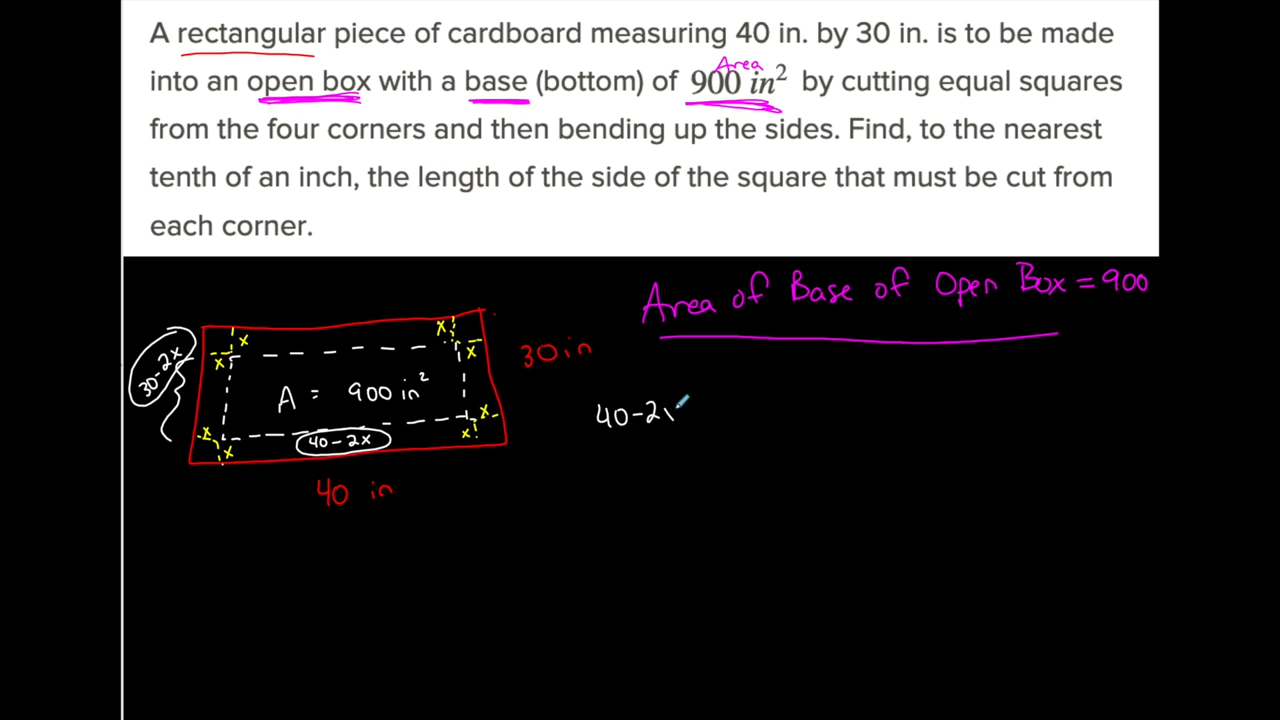 A rectangular piece of cardboard measuring 40 in. by 30 in. is to be made
Area
into an open box with a base (bottom) of 900 in² by cutting equal squares
from the four corners and then bending up the sides. Find, to the nearest
tenth of an inch, the length of the side of the square that must be cut from
each corner.
Area of Base of Open Box = 900
x x
x x
30-2x
30 in
A = 900 in²
40-2x
x x
40 - 2x
x x
40 in